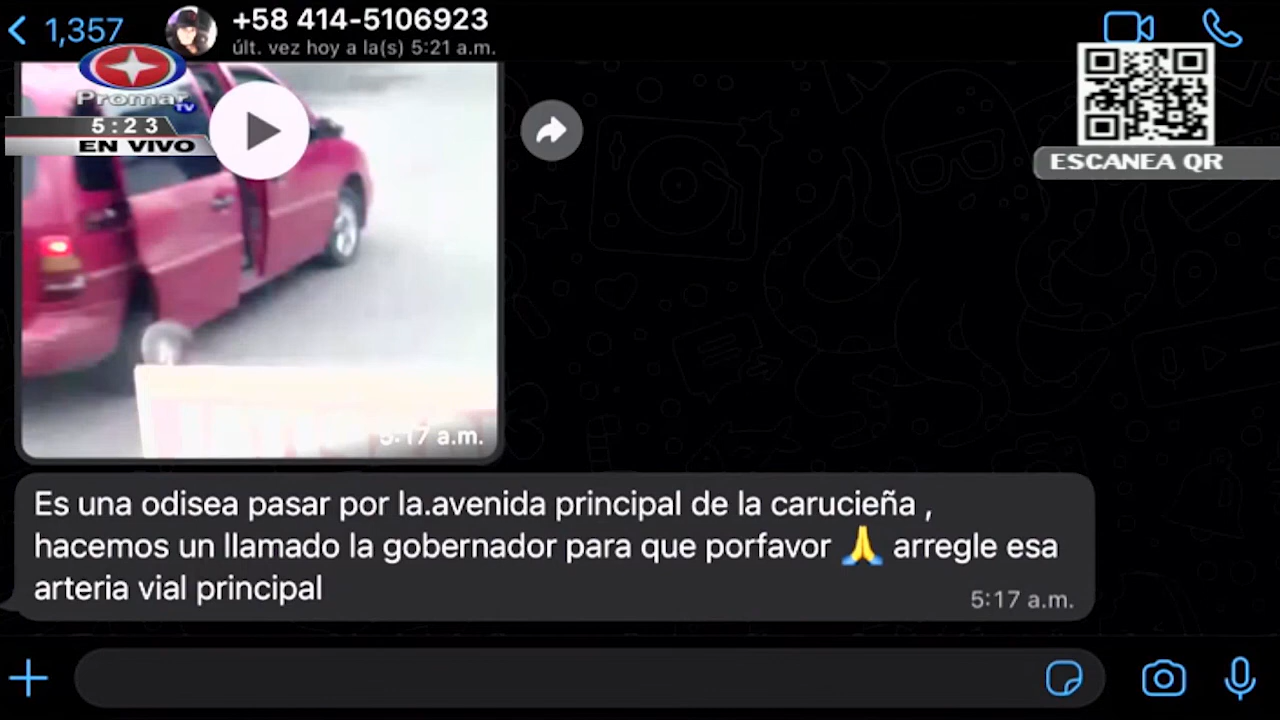 1,357
+58 414-5106923
últ. vez hoy a la(s) 5:21 a.m.
Promar TV
5:23
EN VIVO
ESCANEA QR
5:17 a.m.
Es una odisea pasar por la.avenida principal de la carucieña ,
hacemos un llamado la gobernador para que porfavor 🙏 arregle esa
arteria vial principal
5:17 a.m.